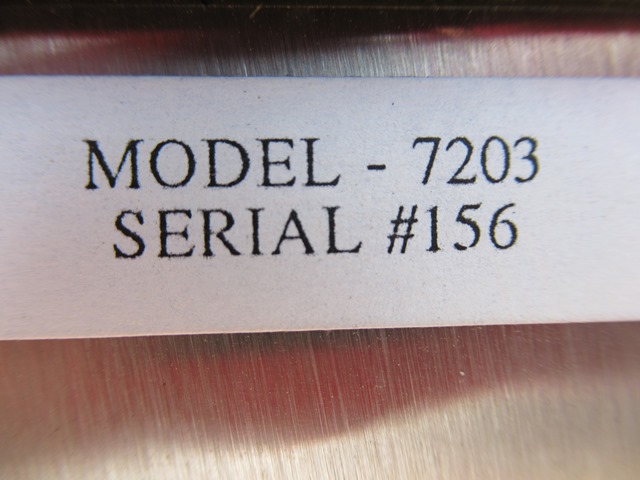 MODEL - 7203
SERIAL #156